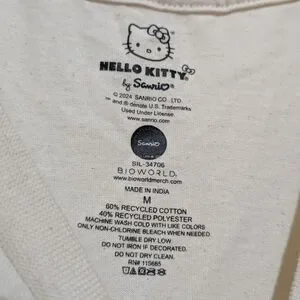 HELLO KITTY®
by Sanrio®
© 2024 SANRIO CO., LTD.
™ and ® denote U.S. Trademarks
Used Under License
www.sanrio.com
Sanrio
SIL-34706
BIOWORLD
www.bioworldmerch.com
MADE IN INDIA
M
60% RECYCLED COTTON
40% RECYCLED POLYESTER
MACHINE WASH COLD WITH LIKE COLORS
ONLY NON-CHLORINE BLEACH WHEN NEEDED
TUMBLE DRY LOW
DO NOT IRON IF DECORATED.
DO NOT DRY CLEAN.
RN# 115685